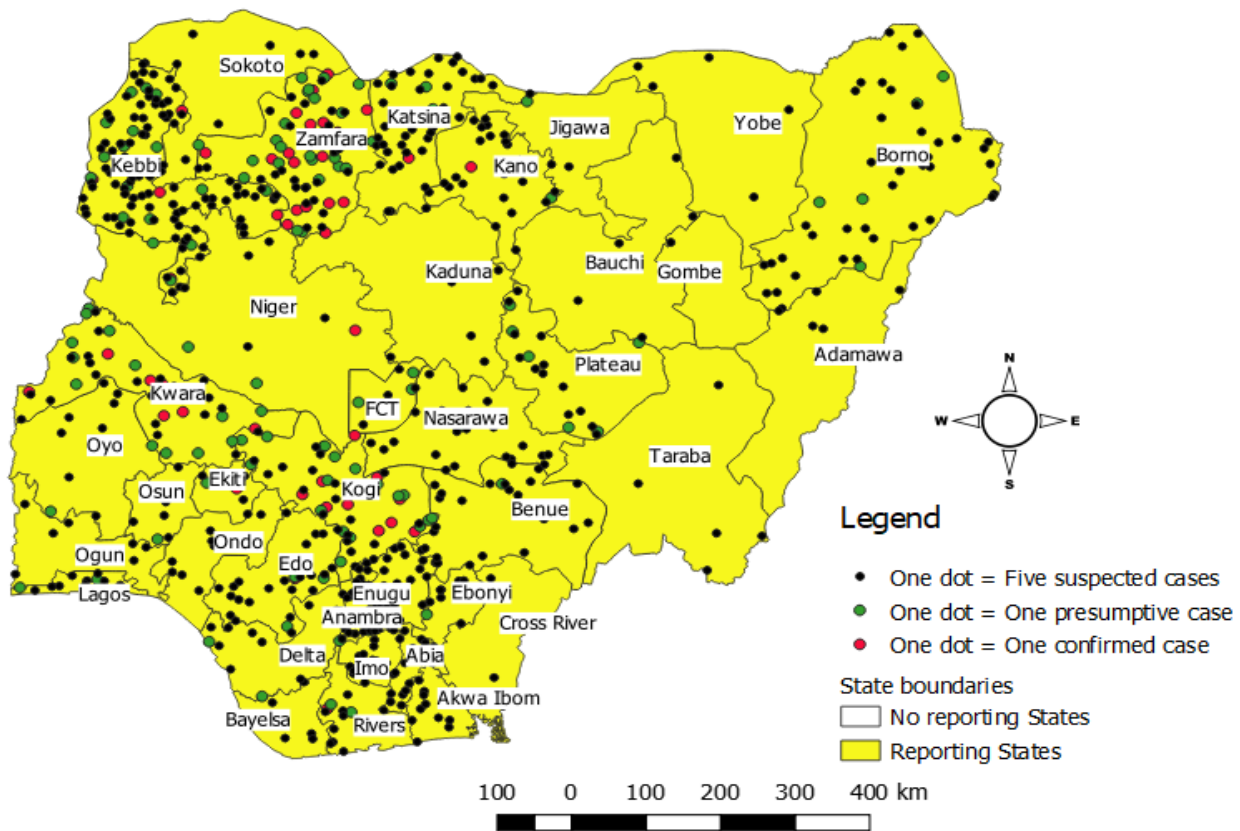 Sokoto
Katsina
Jigawa
Yobe
Zamfara
Kebbi
Kano
Borno
Kaduna
Bauchi
Gombe
Niger
Adamawa
Plateau
Kwara
FCT
Nasarawa
Oyo
Taraba
Ekiti
Kogi
Osun
Benue
Ondo
Ogun
Edo
Lagos
Enugu
Ebonyi
Anambra
Cross River
Delta
Imo
Abia
Akwa Ibom
Bayelsa
Rivers
N
W
E
S
Legend
One dot = Five suspected cases
One dot = One presumptive case
One dot = One confirmed case
State boundaries
No reporting States
Reporting States
100 0 100 200 300 400 km